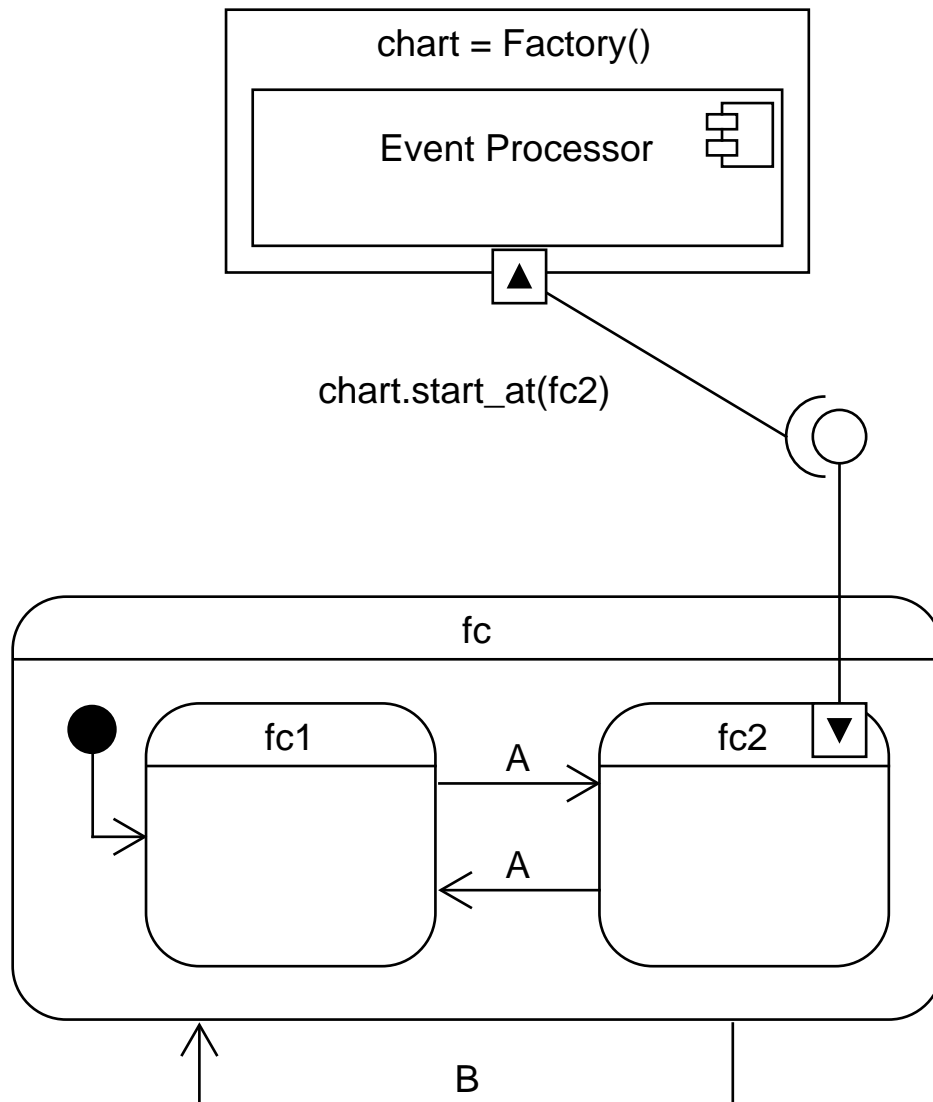 chart = Factory()
Event Processor
chart.start_at(fc2)
fc
fc1
fc2
A
A
B